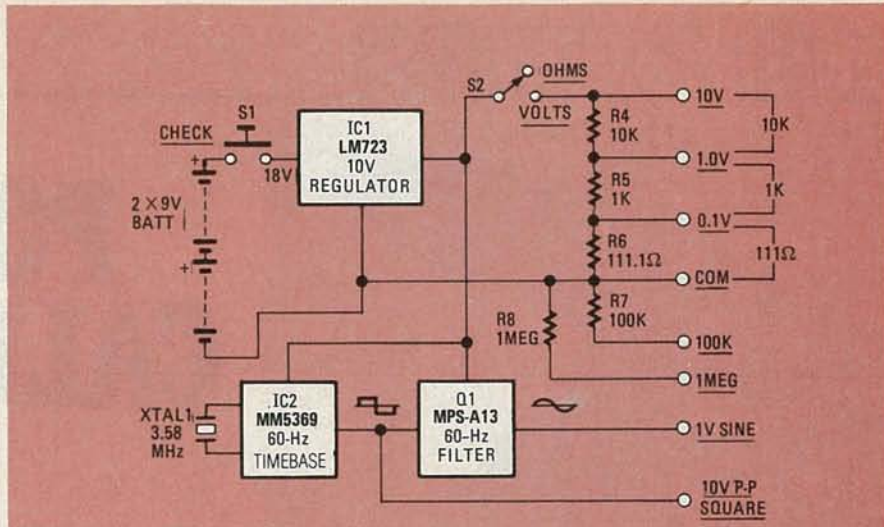 S2
OHMS
VOLTS
CHECK
S1
+
18V
2 X 9V
BATT
+
IC1
LM723
10V
REGULATOR
R4
10K
R5
1K
R6
111.1Ω
R7
100K
R8
1MEG
10V
1.0V
0.1V
COM
100K
1MEG
1V SINE
10V P-P
SQUARE
10K
1K
111Ω
XTAL1
3.58
MHz
IC2
MM5369
60-Hz
TIMEBASE
Q1
MPS-A13
60-Hz
FILTER